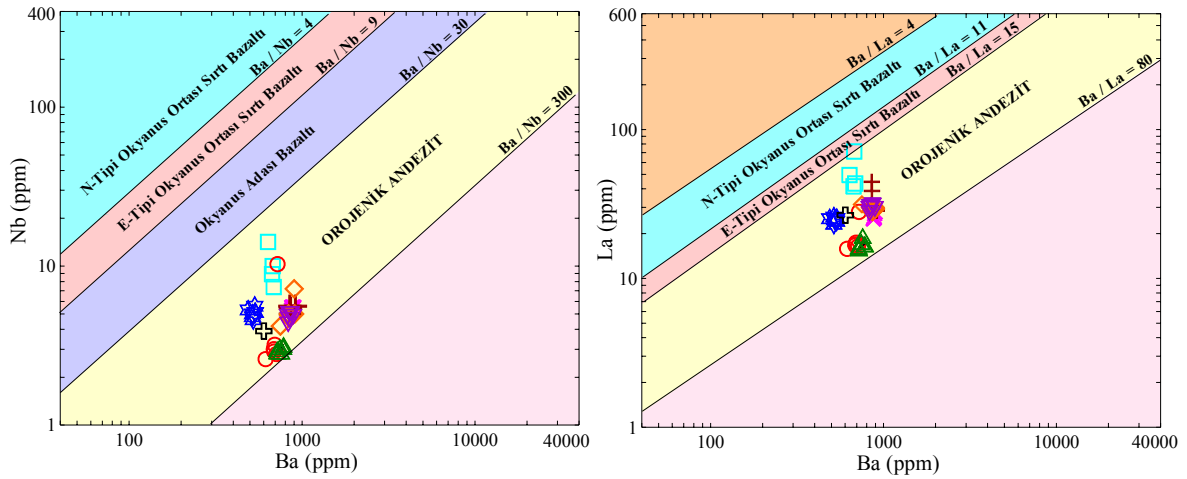 400
100
10
1
100
1000
10000
40000
Nb (ppm)
Ba (ppm)
N-Tipi Okyanus Ortası Sırtı Bazaltı
Ba / Nb = 4
E-Tipi Okyanus Ortası Sırtı Bazaltı
Ba / Nb = 9
Okyanus Adası Bazaltı
Ba / Nb = 30
OROJENİK ANDEZİT
Ba / Nb = 300
600
100
10
1
100
1000
10000
40000
La (ppm)
Ba (ppm)
Ba / La = 4
N-Tipi Okyanus Ortası Sırtı Bazaltı
Ba / La = 11
E-Tipi Okyanus Ortası Sırtı Bazaltı
Ba / La = 15
OROJENİK ANDEZİT
Ba / La = 80